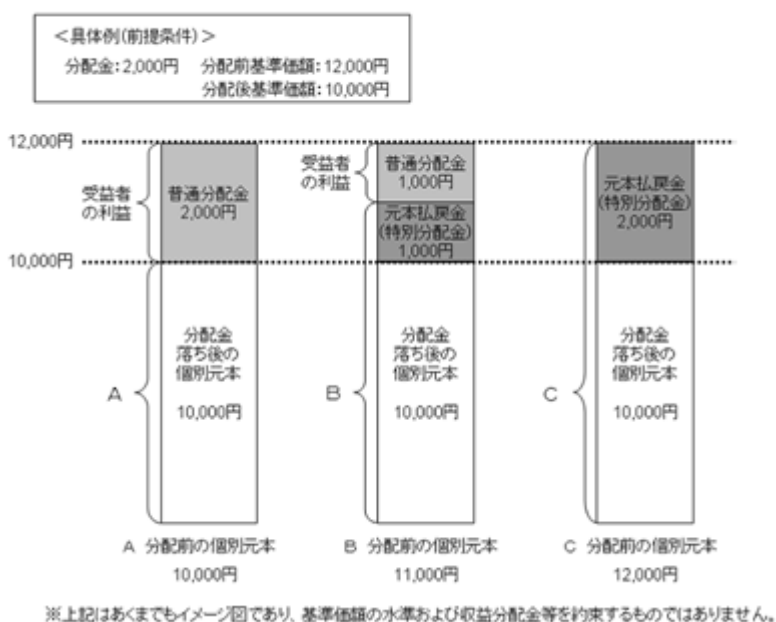 ＜具体例(前提条件)＞
分配金:2,000円　分配前基準価額:12,000円
分配後基準価額:10,000円
12,000円
受益者
の利益
普通分配金
2,000円
受益者
の利益
普通分配金
1,000円
元本払戻金
(特別分配金)
1,000円
元本払戻金
(特別分配金)
2,000円
10,000円
A
分配金
落ち後の
個別元本
10,000円
B
分配金
落ち後の
個別元本
10,000円
C
分配金
落ち後の
個別元本
10,000円
A 分配前の個別元本
10,000円
B 分配前の個別元本
11,000円
C 分配前の個別元本
12,000円
※上記はあくまでもイメージ図であり、基準価額の水準および収益分配金等を約束するものではありません。